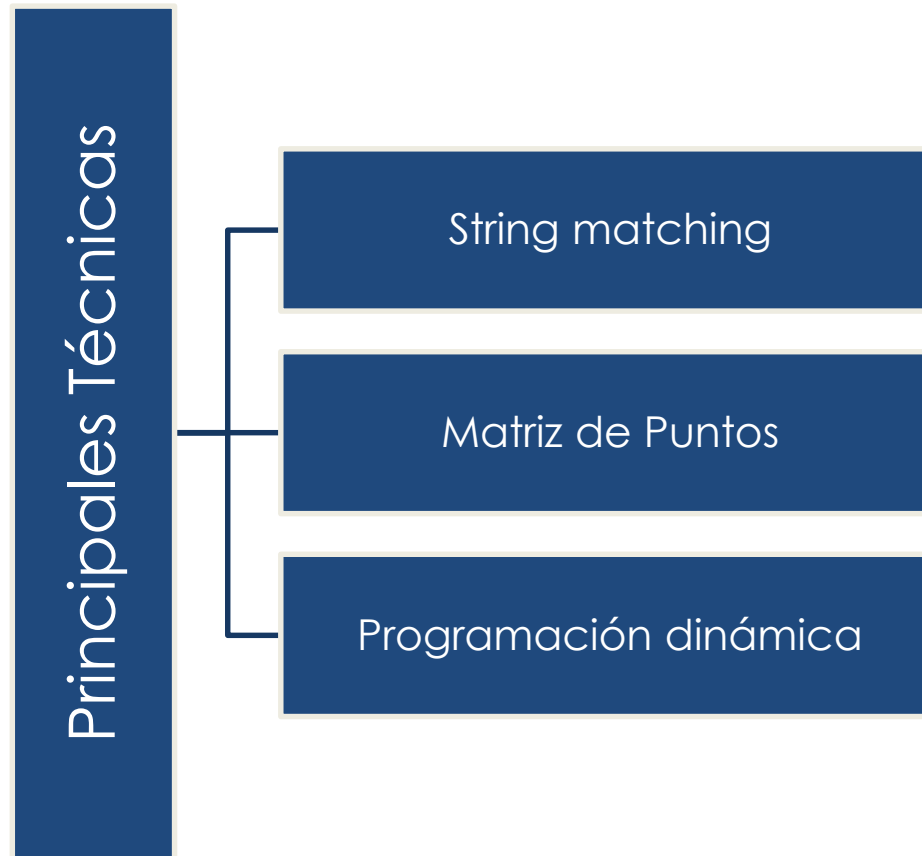 Principales Técnicas
String matching
Matriz de Puntos
Programación dinámica